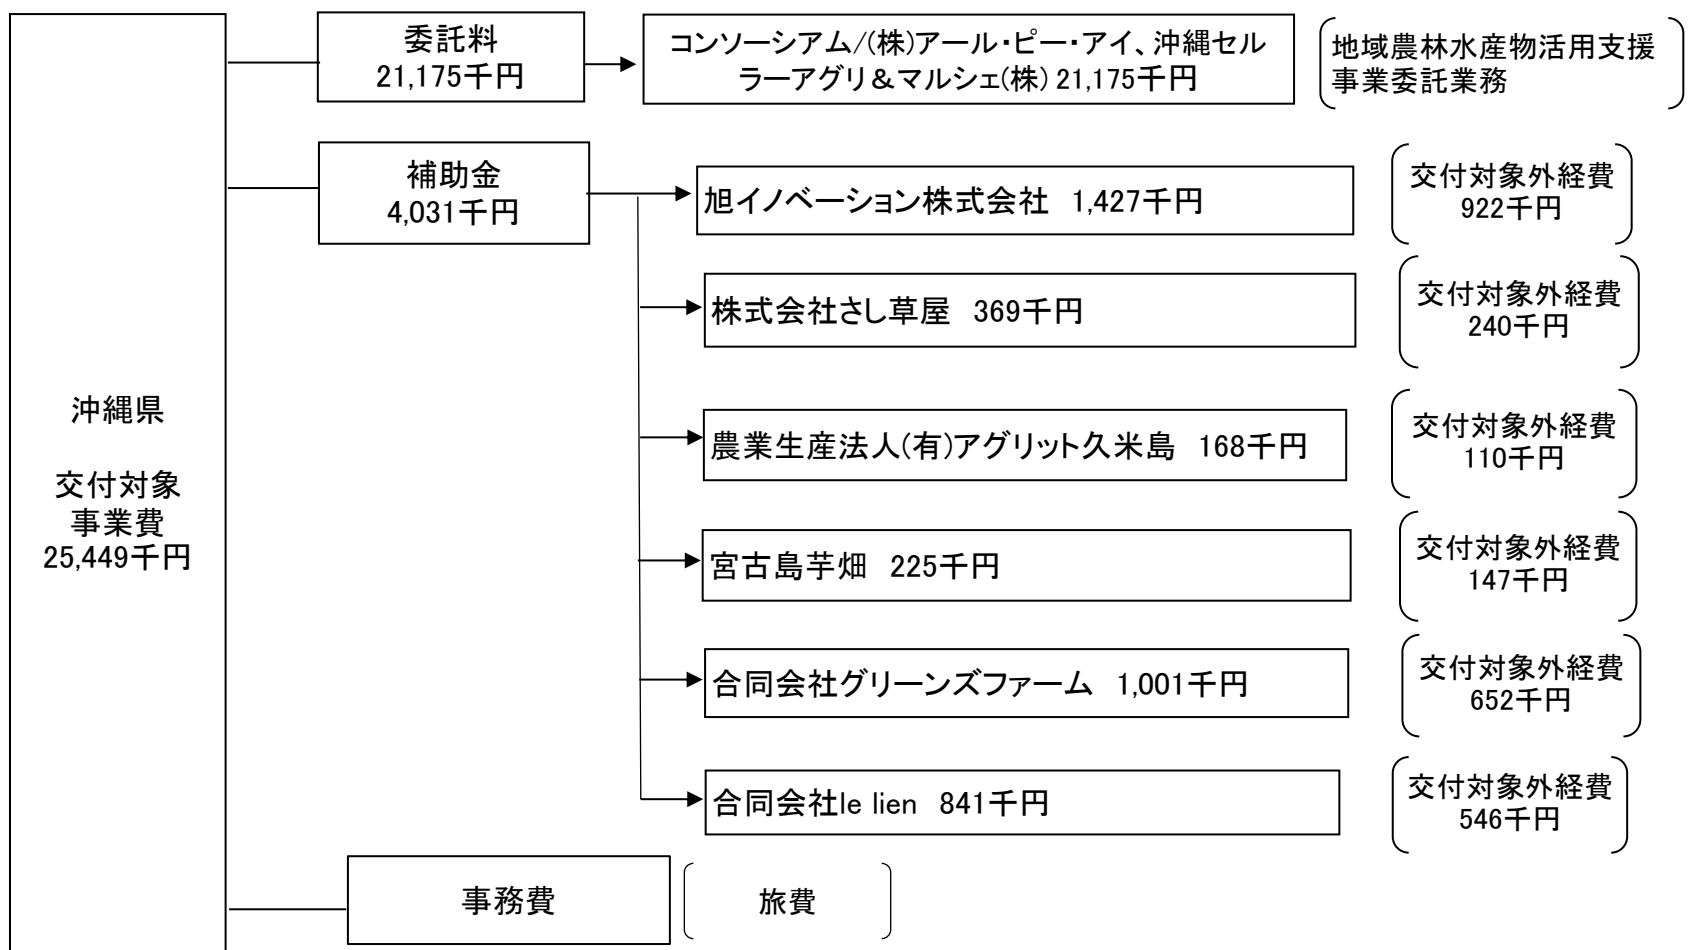 沖縄県
交付対象
事業費
25,449千円
委託料
21,175千円
コンソーシアム/(株)アール・ピー・アイ、沖縄セル
ラーアグリ＆マルシェ(株) 21,175千円
地域農林水産物活用支援
事業委託業務
補助金
4,031千円
旭イノベーション株式会社 1,427千円
交付対象外経費
922千円
株式会社さし草屋 369千円
交付対象外経費
240千円
農業生産法人(有)アグリット久米島 168千円
交付対象外経費
110千円
宮古島芋畑 225千円
交付対象外経費
147千円
合同会社グリーンズファーム 1,001千円
交付対象外経費
652千円
合同会社le lien 841千円
交付対象外経費
546千円
事務費
旅費